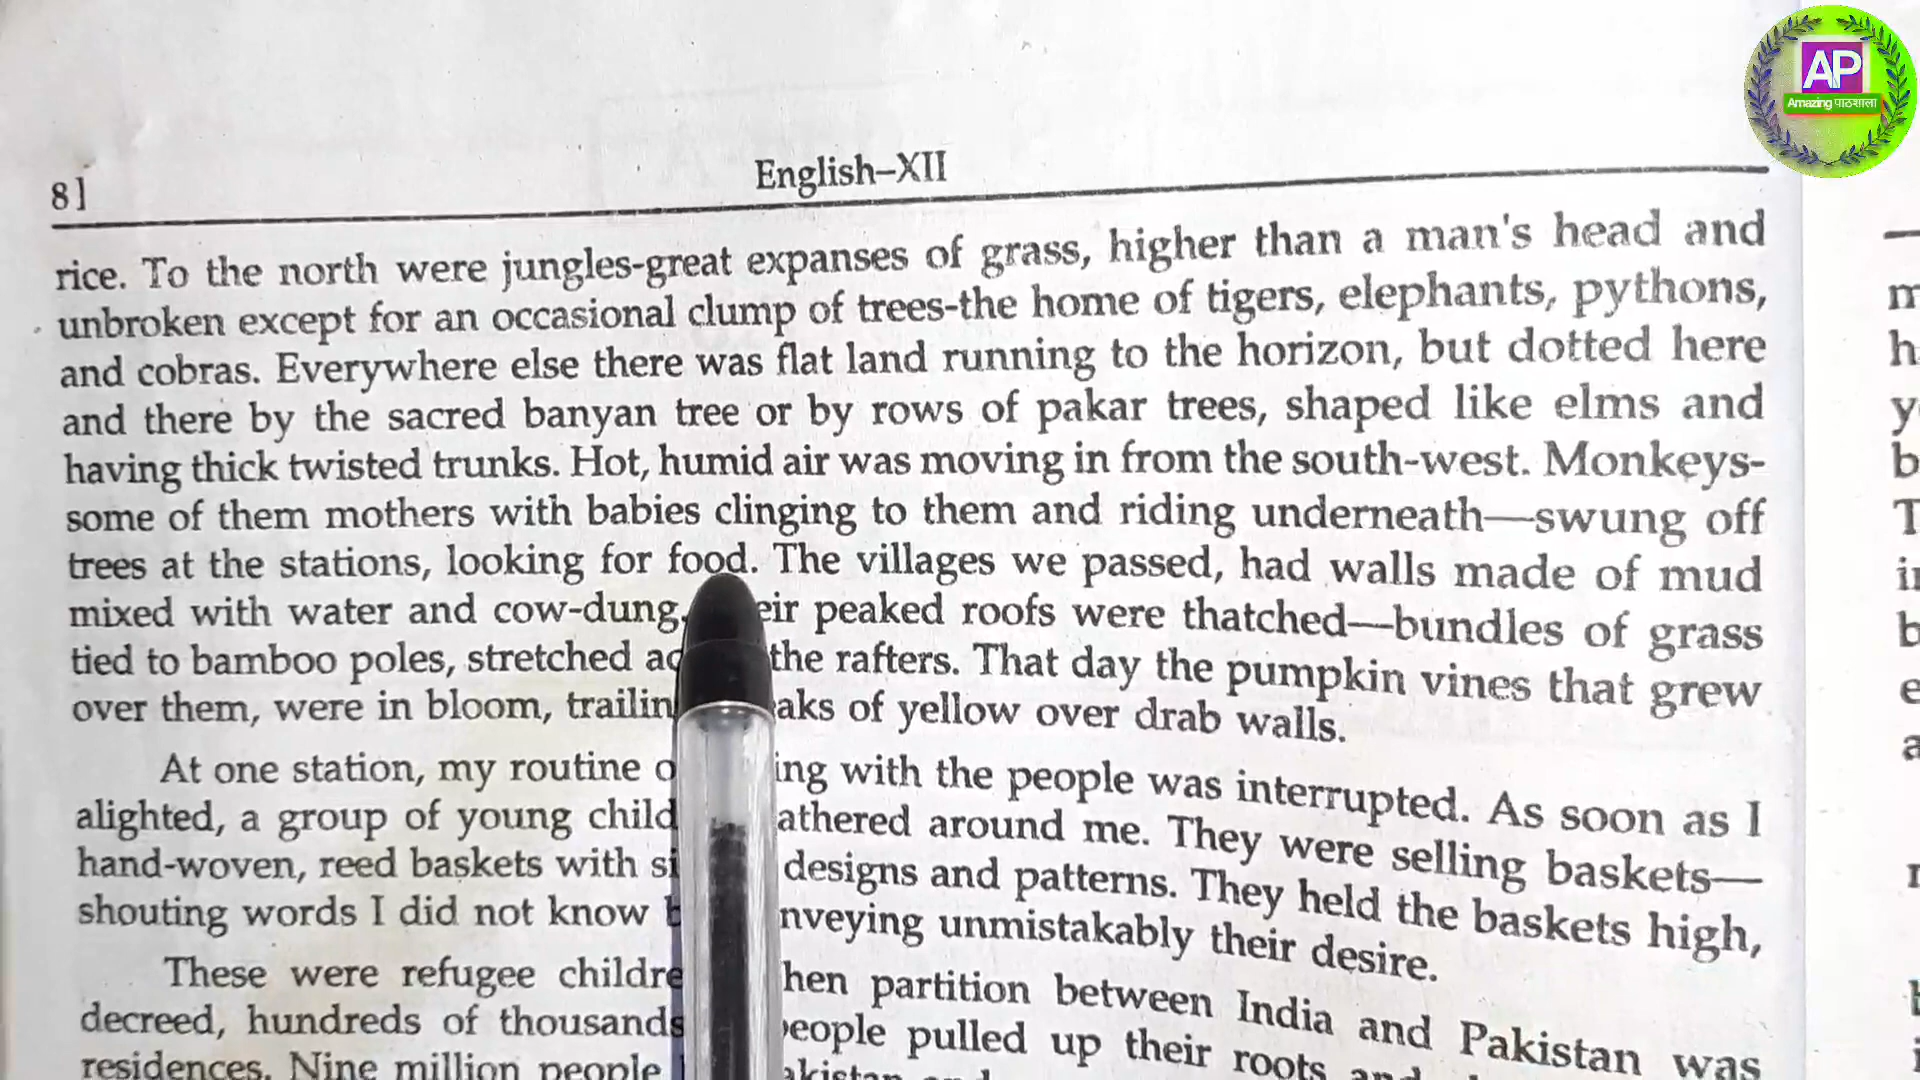 AP
Amazing पाठशाला
8]
English–XII
rice. To the north were jungles-great expanses of grass, higher than a man's head and
unbroken except for an occasional clump of trees-the home of tigers, elephants, pythons,
and cobras. Everywhere else there was flat land running to the horizon, but dotted here
and there by the sacred banyan tree or by rows of pakar trees, shaped like elms and
having thick twisted trunks. Hot, humid air was moving in from the south-west. Monkeys-
some of them mothers with babies clinging to them and riding underneath—swung off
trees at the stations, looking for food. The villages we passed, had walls made of mud
mixed with water and cow-dung, eir peaked roofs were thatched—bundles of grass
tied to bamboo poles, stretched ac the rafters. That day the pumpkin vines that grew
over them, were in bloom, trailin aks of yellow over drab walls.
At one station, my routine o ing with the people was interrupted. As soon as I
alighted, a group of young child athered around me. They were selling baskets—
hand-woven, reed baskets with si designs and patterns. They held the baskets high,
shouting words I did not know b nveying unmistakably their desire.
These were refugee childre hen partition between India and Pakistan was
decreed, hundreds of thousands people pulled up their roots and
residences. Nine million people